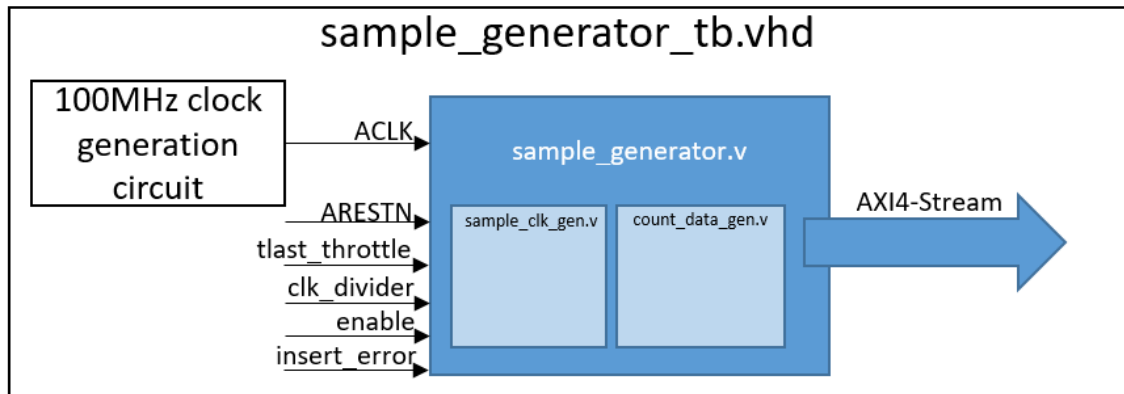 sample_generator_tb.vhd
100MHz clock
generation
circuit
ACLK
ARESTN
tlast_throttle
clk_divider
enable
insert_error
sample_generator.v
sample_clk_gen.v
count_data_gen.v
AXI4-Stream